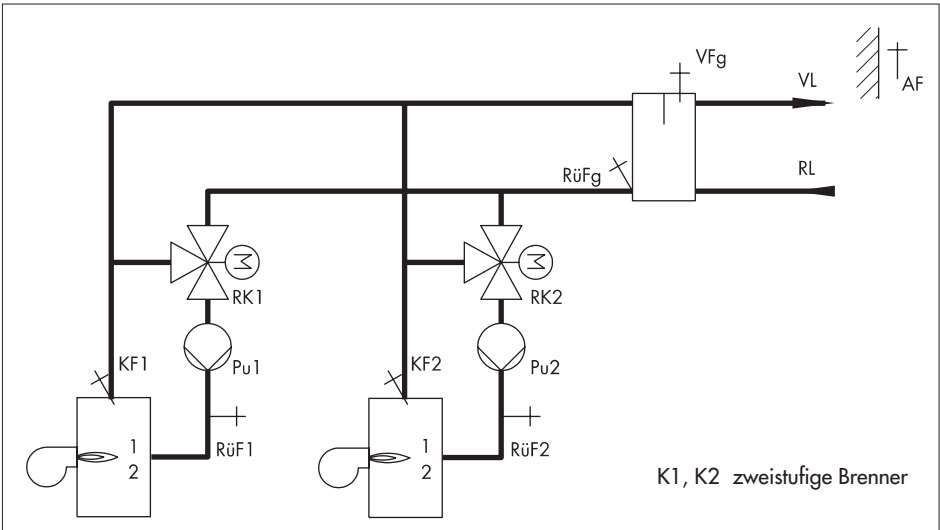 VFg
VL
AF
RüFg
RL
M
M
RK1
RK2
KF1
Pu1
KF2
Pu2
1
2
RüF1
1
2
RüF2
K1, K2 zweistufige Brenner